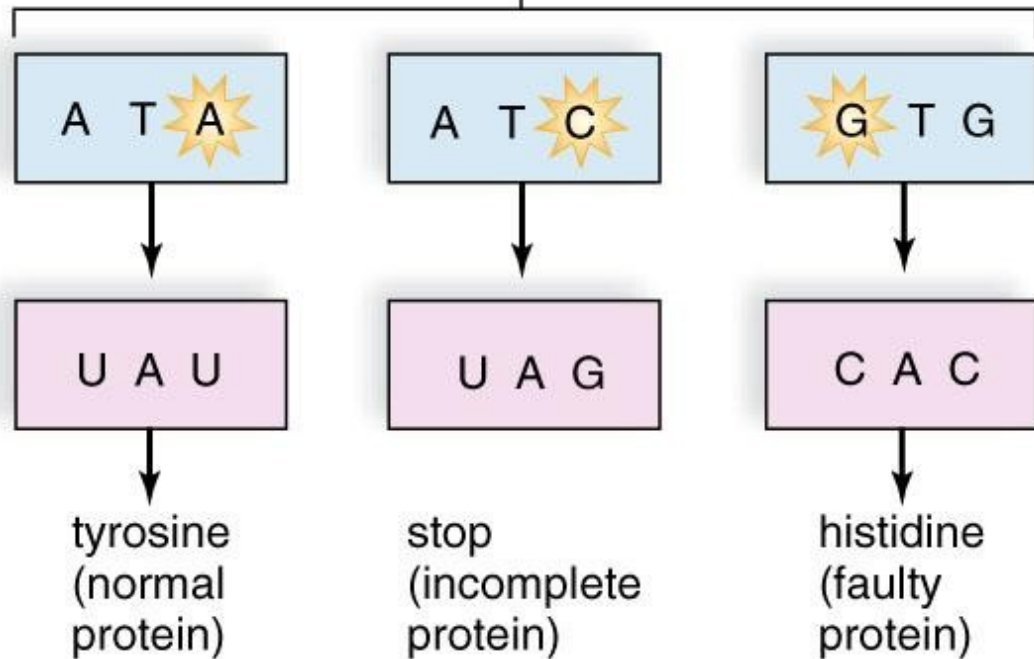 A T A
A T C
G T G
U A U
U A G
C A C
tyrosine
(normal
protein)
stop
(incomplete
protein)
histidine
(faulty
protein)